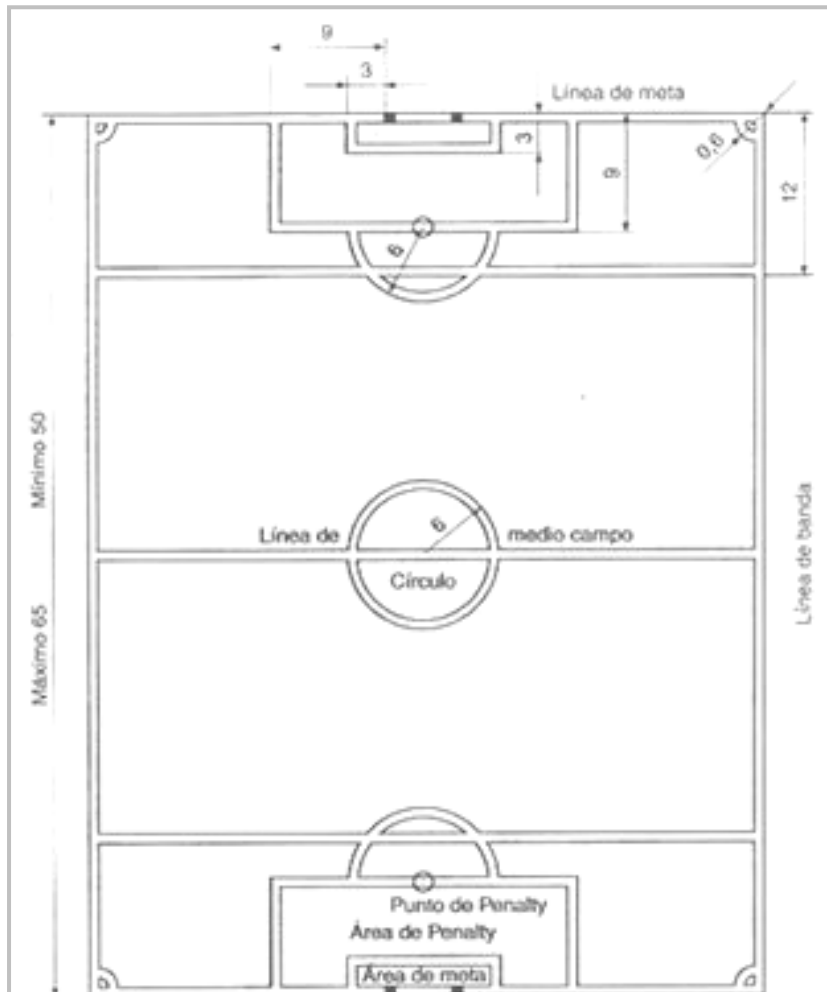 9
3
Línea de meta
3
9
0,6
12
6
Mínimo 50
Línea de
6
medio campo
Círculo
Línea de banda
Máximo 65
Punto de Penalty
Área de Penalty
Área de meta